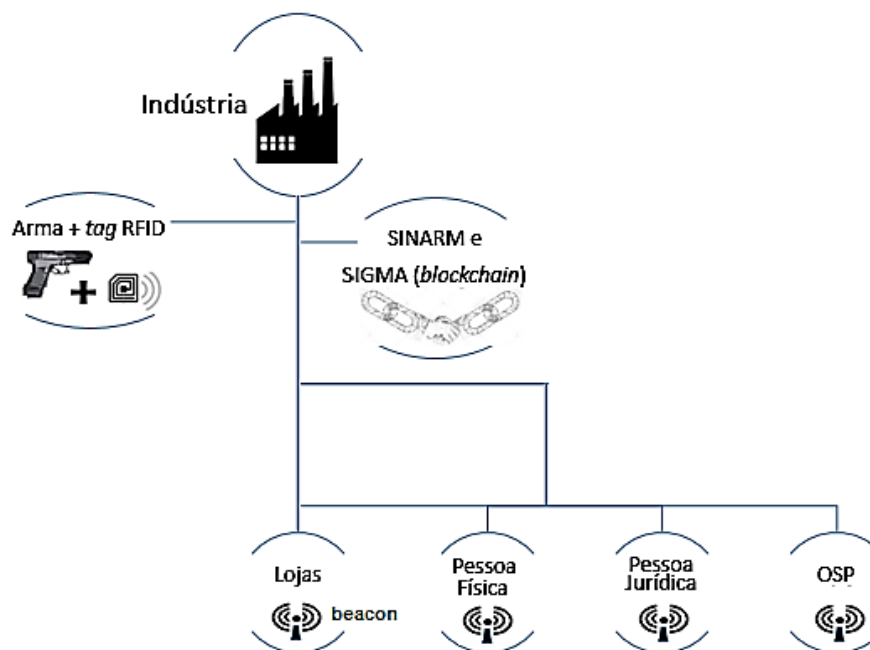 Indústria
Arma + tag RFID
SINARM e
SIGMA (blockchain)
Lojas
beacon
Pessoa
Física
Pessoa
Jurídica
OSP